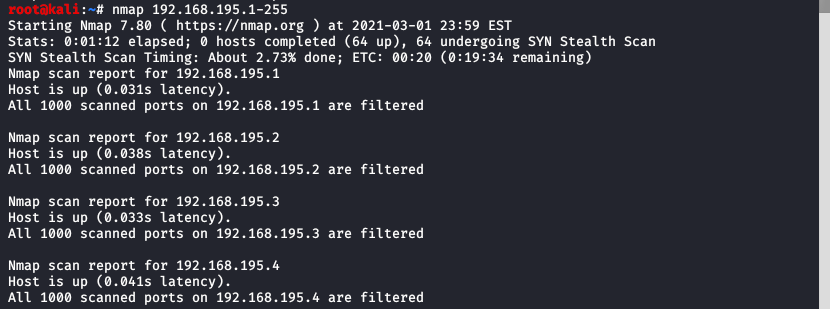 root@kali:~# nmap 192.168.195.1-255
Starting Nmap 7.80 ( https://nmap.org ) at 2021-03-01 23:59 EST
Stats: 0:01:12 elapsed; 0 hosts completed (64 up), 64 undergoing SYN Stealth Scan
SYN Stealth Scan Timing: About 2.73% done; ETC: 00:20 (0:19:34 remaining)
Nmap scan report for 192.168.195.1
Host is up (0.031s latency).
All 1000 scanned ports on 192.168.195.1 are filtered
Nmap scan report for 192.168.195.2
Host is up (0.038s latency).
All 1000 scanned ports on 192.168.195.2 are filtered
Nmap scan report for 192.168.195.3
Host is up (0.033s latency).
All 1000 scanned ports on 192.168.195.3 are filtered
Nmap scan report for 192.168.195.4
Host is up (0.041s latency).
All 1000 scanned ports on 192.168.195.4 are filtered